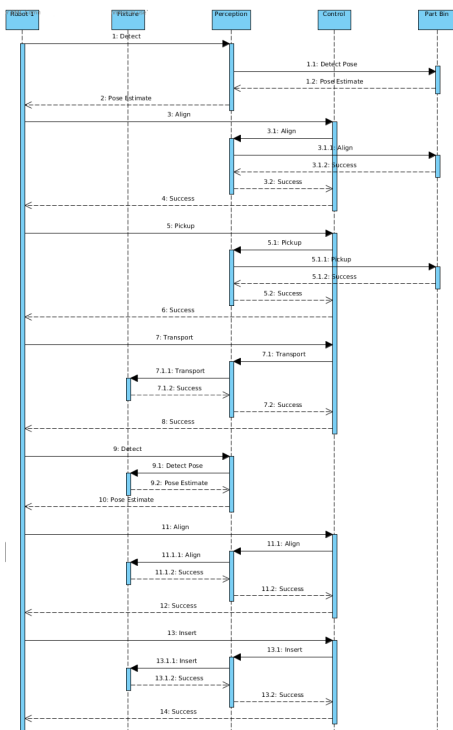 Robot-1
Fixture
Perception
Control
Part Bin
1: Detect
1.1: Detect Pose
1.2: Pose Estimate
2: Pose Estimate
3: Align
3.1: Align
3.1.1: Align
3.1.2: Success
3.2: Success
4: Success
5: Pickup
5.1: Pickup
5.1.1: Pickup
5.1.2: Success
5.2: Success
6: Success
7: Transport
7.1: Transport
7.1.1: Transport
7.1.2: Success
7.2: Success
8: Success
9: Detect
9.1: Detect Pose
9.2: Pose Estimate
10: Pose Estimate
11: Align
11.1: Align
11.1.1: Align
11.1.2: Success
11.2: Success
12: Success
13: Insert
13.1: Insert
13.1.1: Insert
13.1.2: Success
13.2: Success
14: Success